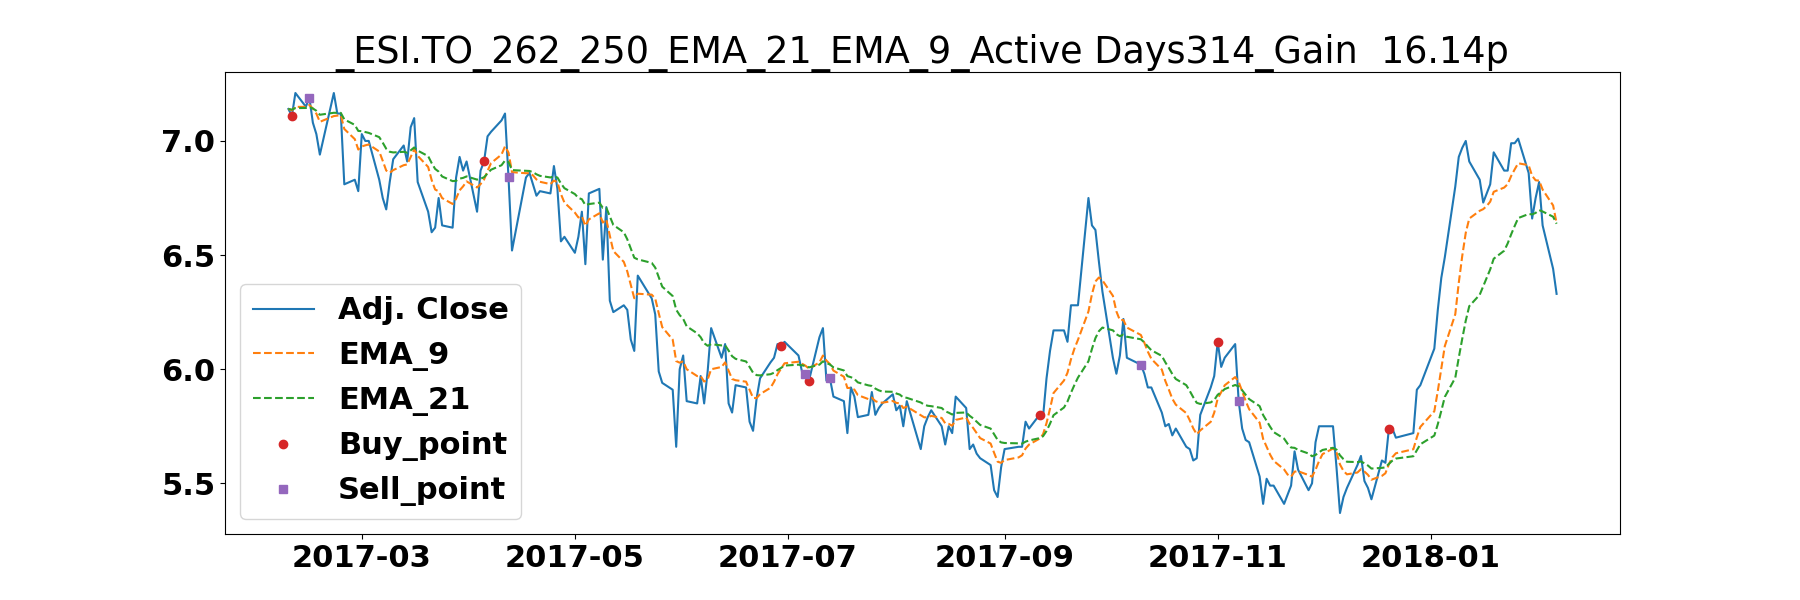 _ESI.TO_262_250_EMA_21_EMA_9_Active Days314_Gain  16.14p
7.0
6.5
6.0
5.5
Adj. Close
EMA_9
EMA_21
Buy_point
Sell_point
2017-03 2017-05 2017-07 2017-09 2017-11 2018-01